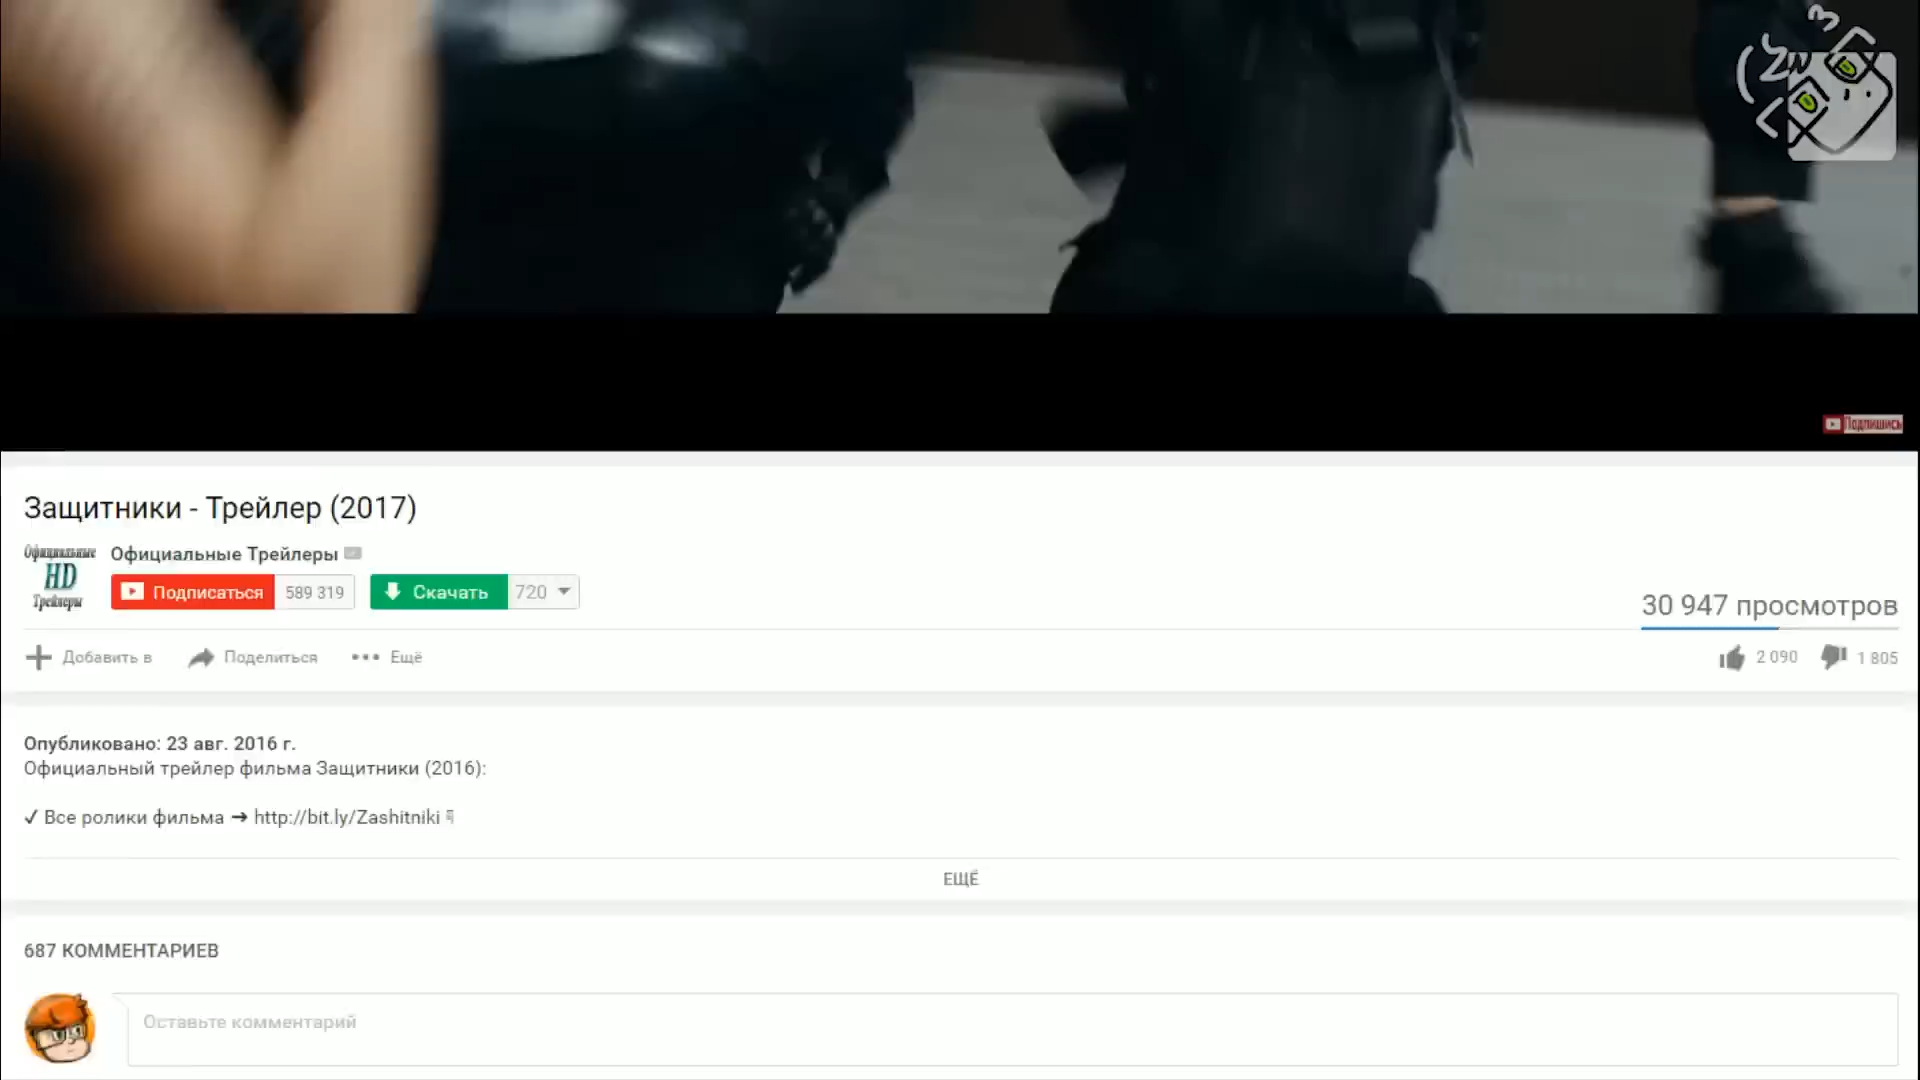 Подпишись
Защитники - Трейлер (2017)
Официальные
HD
Трейлеры
Официальные Трейлеры
Подписаться 589 319 Скачать 720
30 947 просмотров
Добавить в Поделиться Ещё
2 090 1 805
Опубликовано: 23 авг. 2016 г.
Официальный трейлер фильма Защитники (2016):
✓ Все ролики фильма ➔ http://bit.ly/Zashitniki
ЕЩЁ
687 КОММЕНТАРИЕВ
Оставьте комментарий